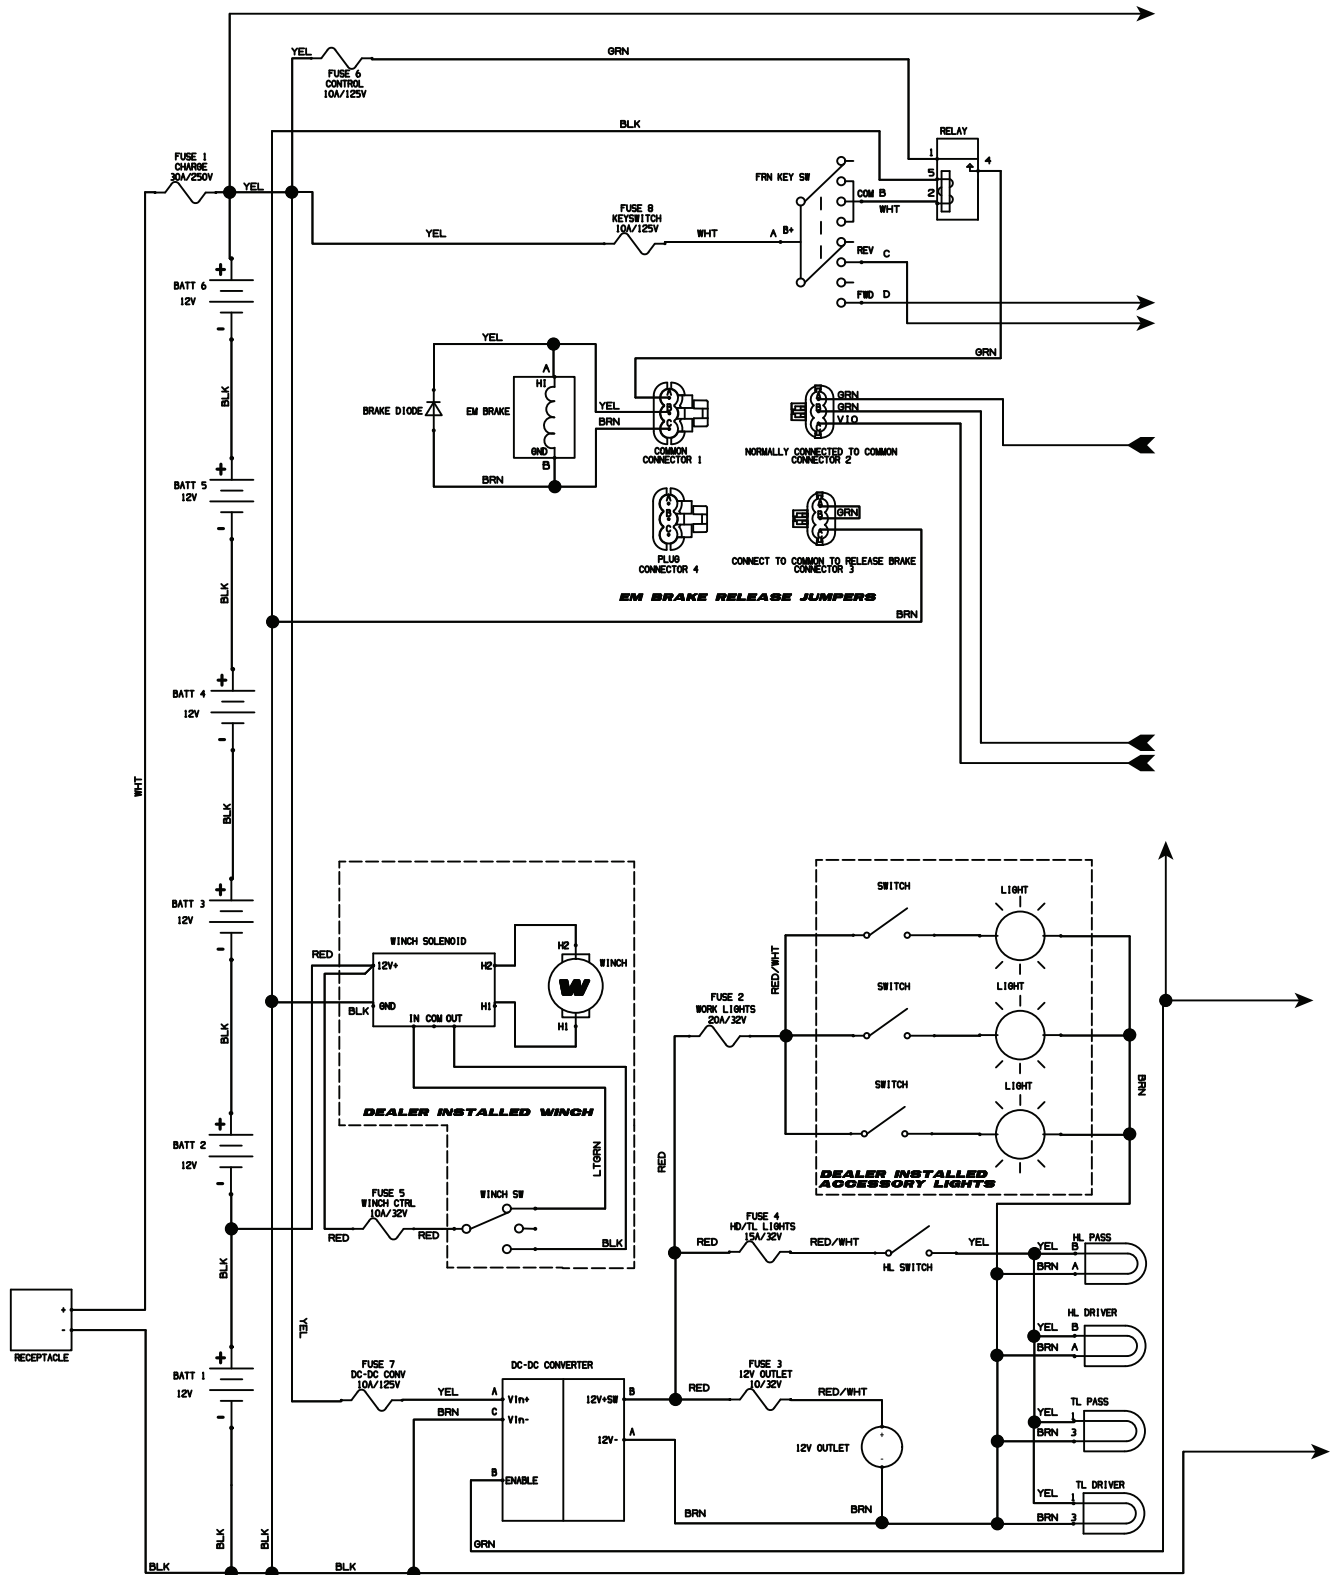 YEL
GRN
FUSE 6
CONTROL
10A/125V
BLK
RELAY
1
4
5
2
FUSE 1
CHARGE
30A/250V
YEL
FRN KEY SW
COM B
WHT
FUSE 8
KEYSWITCH
10A/125V
YEL
WHT
A B+
REV C
FWD D
+
BATT 6
12V
-
YEL
GRN
A
HI
BLK
BRAKE DIODE
EM BRAKE
YEL
BRN
GND
B
A
B
C
COMMON
CONNECTOR 1
GRN
GRN
VIO
A
B
C
NORMALLY CONNECTED TO COMMON
CONNECTOR 2
+
BATT 5
12V
-
BRN
A
B
C
PLUG
CONNECTOR 4
GRN
A
B
C
CONNECT TO COMMON TO RELEASE BRAKE
CONNECTOR 3
EM BRAKE RELEASE JUMPERS
BLK
BRN
+
BATT 4
12V
-
WHT
BLK
+
BATT 3
12V
-
RED
WINCH SOLENOID
12V+
H2
GND
H1
BLK
IN COM OUT
H2
WINCH
W
H1
DEALER INSTALLED WINCH
SWITCH
LIGHT
RED/WHT
SWITCH
LIGHT
FUSE 2
WORK LIGHTS
20A/32V
SWITCH
LIGHT
BRN
DEALER INSTALLED
ACCESSORY LIGHTS
BLK
+
BATT 2
12V
-
LTGRN
RED
FUSE 5
WINCH CTRL
10A/32V
WINCH SW
RED
RED
BLK
FUSE 4
HD/TL LIGHTS
15A/32V
RED
RED/WHT
YEL
HL SWITCH
YEL B
HL PASS
BRN A
BLK
+
-
RECEPTACLE
YEL
HL DRIVER
YEL B
BRN A
+
BATT 1
12V
-
FUSE 7
DC-DC CONV
10A/125V
DC-DC CONVERTER
YEL
A
Vin+
BRN
C
Vin-
B
ENABLE
12V+SW
B
12V-
A
RED
FUSE 3
12V OUTLET
10/32V
RED/WHT
12V OUTLET
+
-
TL PASS
YEL 1
BRN 3
TL DRIVER
YEL 1
BRN 3
BRN
BRN
GRN
BLK
BLK
BLK
BLK